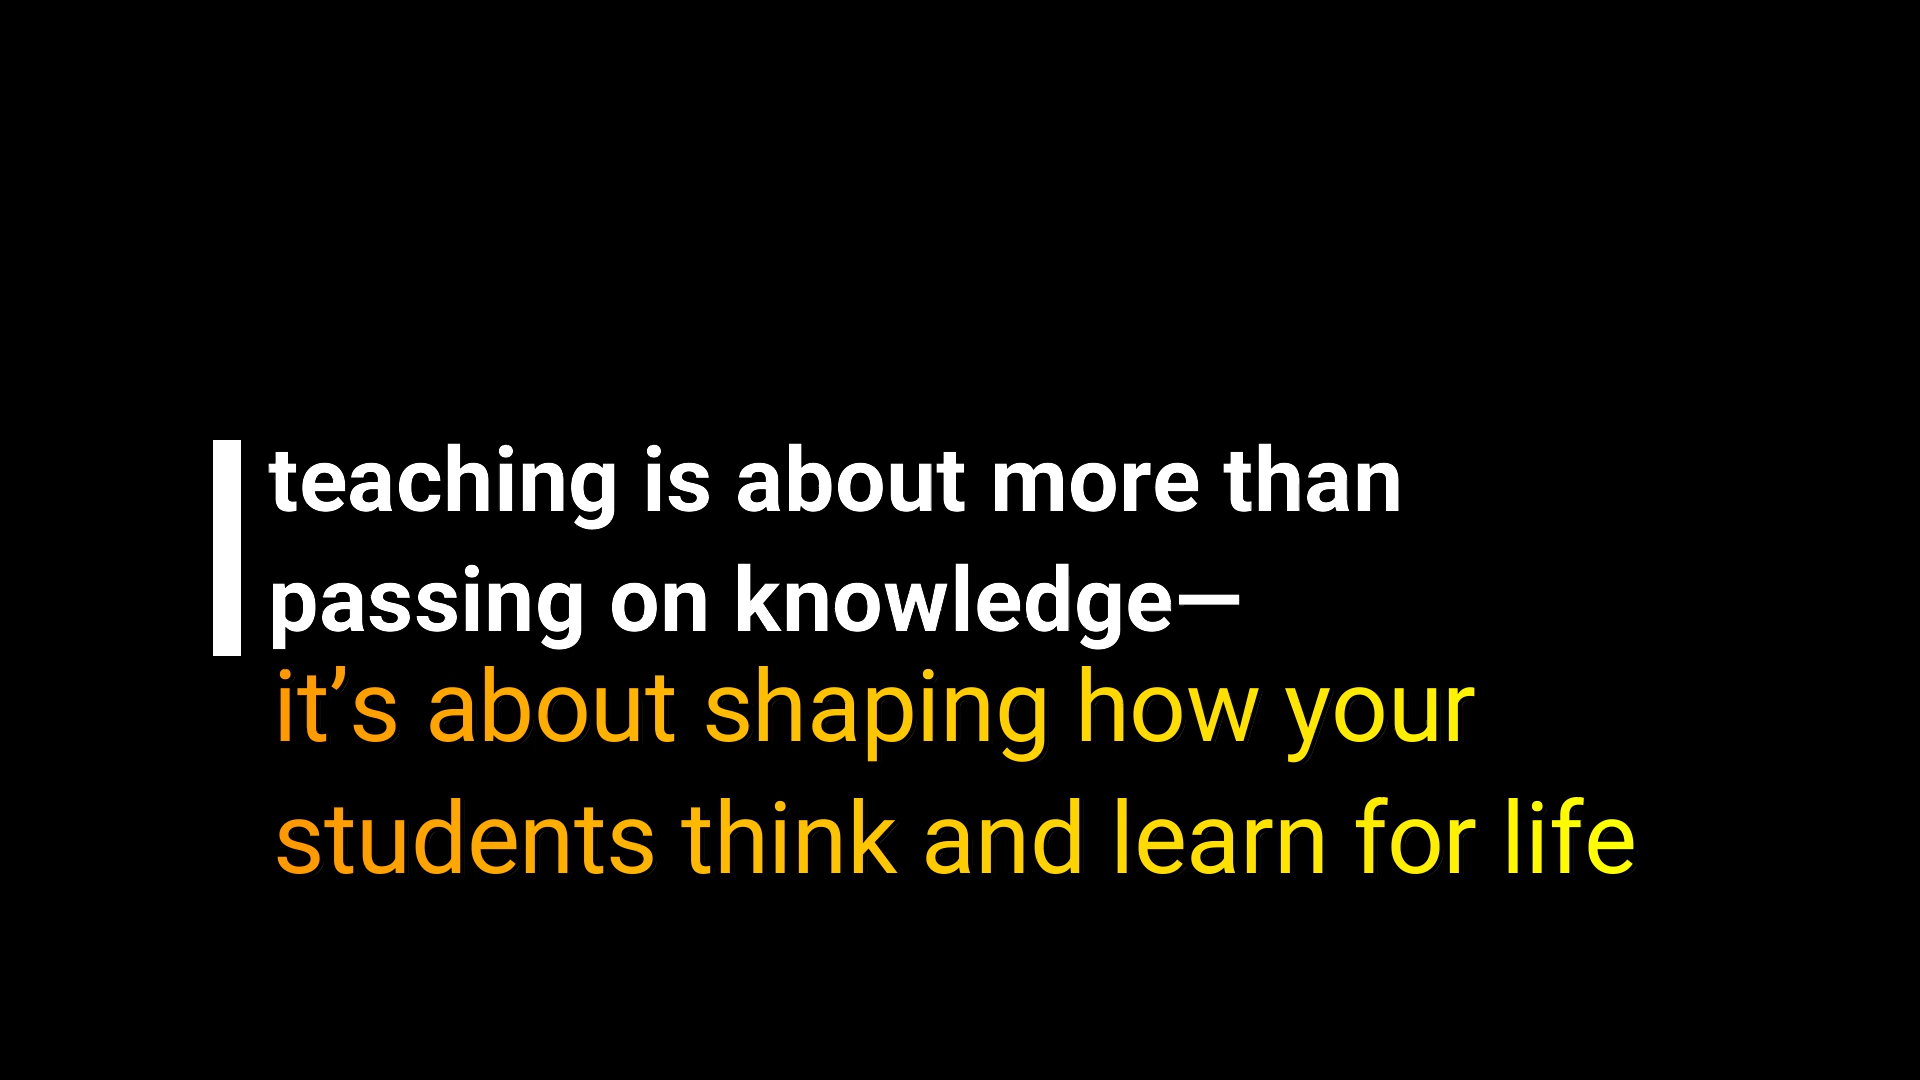 teaching is about more than
passing on knowledge—
it’s about shaping how your
students think and learn for life